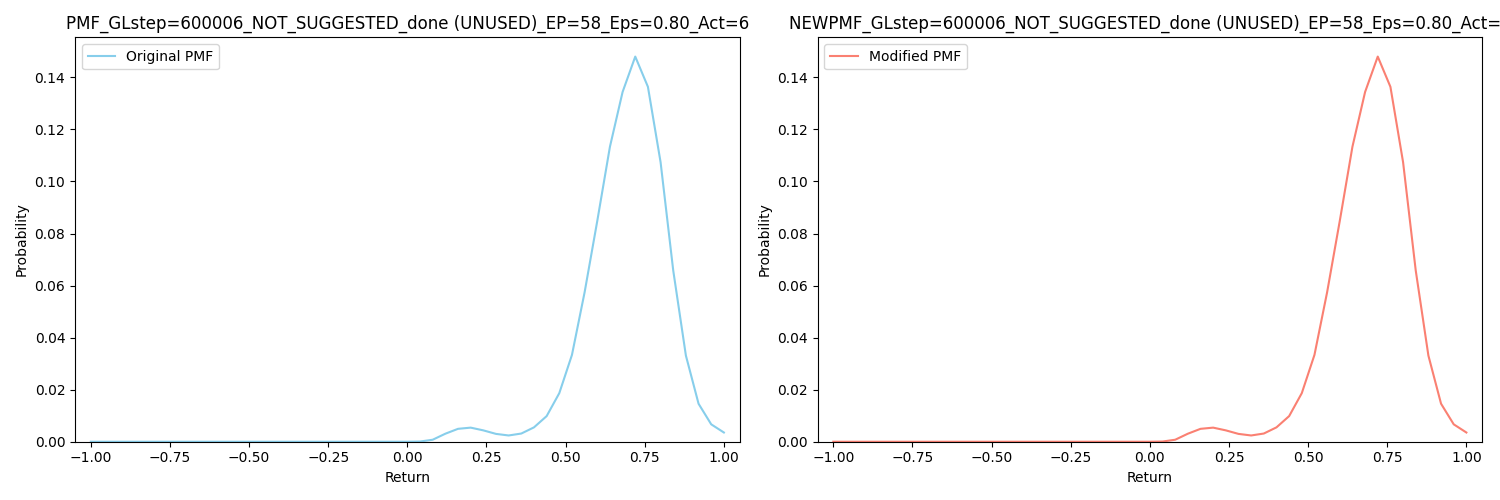 PMF_GLstep=600006_NOT_SUGGESTED_done (UNUSED)_EP=58_Eps=0.80_Act=6
Original PMF
Probability
0.14
0.12
0.10
0.08
0.06
0.04
0.02
0.00
−1.00 −0.75 −0.50 −0.25 0.00 0.25 0.50 0.75 1.00
Return
NEWPMF_GLstep=600006_NOT_SUGGESTED_done (UNUSED)_EP=58_Eps=0.80_Act=
Modified PMF
Probability
0.14
0.12
0.10
0.08
0.06
0.04
0.02
0.00
−1.00 −0.75 −0.50 −0.25 0.00 0.25 0.50 0.75 1.00
Return